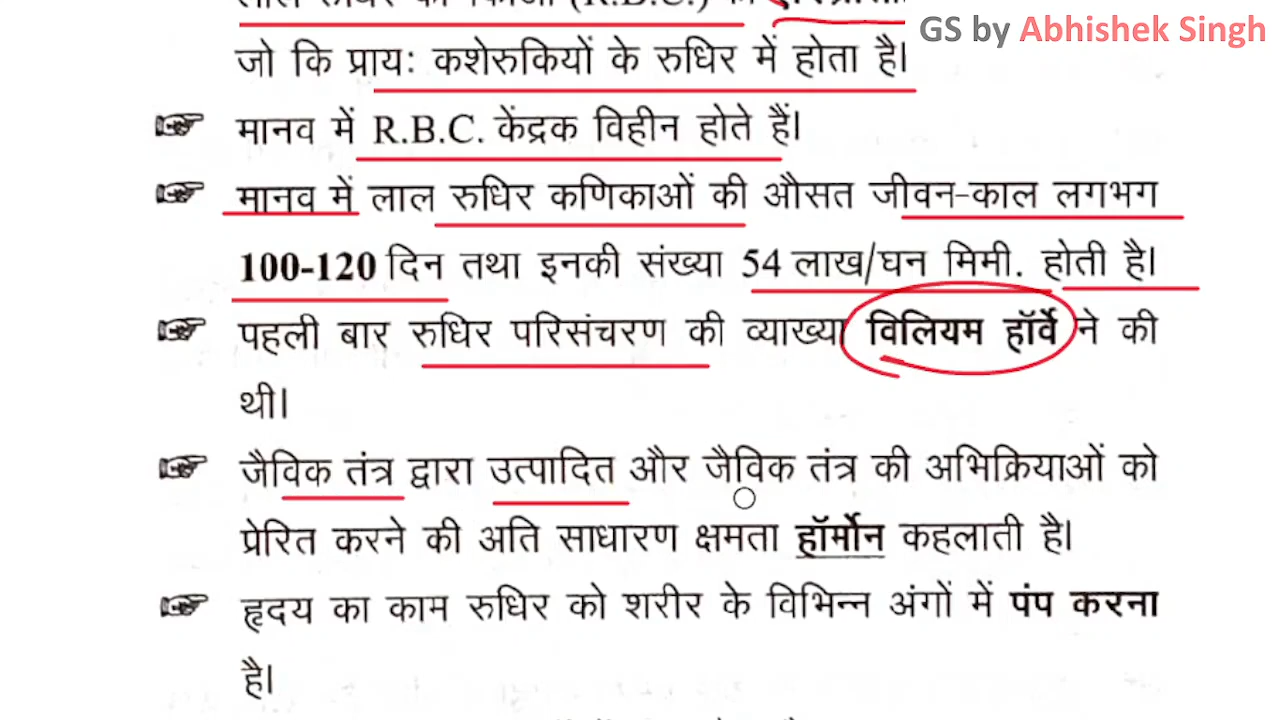 GS by Abhishek Singh
जो कि प्रायः कशेरुकियों के रुधिर में होता है।
मानव में R.B.C. केंद्रक विहीन होते हैं।
मानव में लाल रुधिर कणिकाओं की औसत जीवन-काल लगभग
100-120 दिन तथा इनकी संख्या 54 लाख/घन मिमी. होती है।
पहली बार रुधिर परिसंचरण की व्याख्या विलियम हॉर्वे ने की
थी।
जैविक तंत्र द्वारा उत्पादित और जैविक तंत्र की अभिक्रियाओं को
प्रेरित करने की अति साधारण क्षमता हॉर्मोन कहलाती है।
हृदय का काम रुधिर को शरीर के विभिन्न अंगों में पंप करना
है।